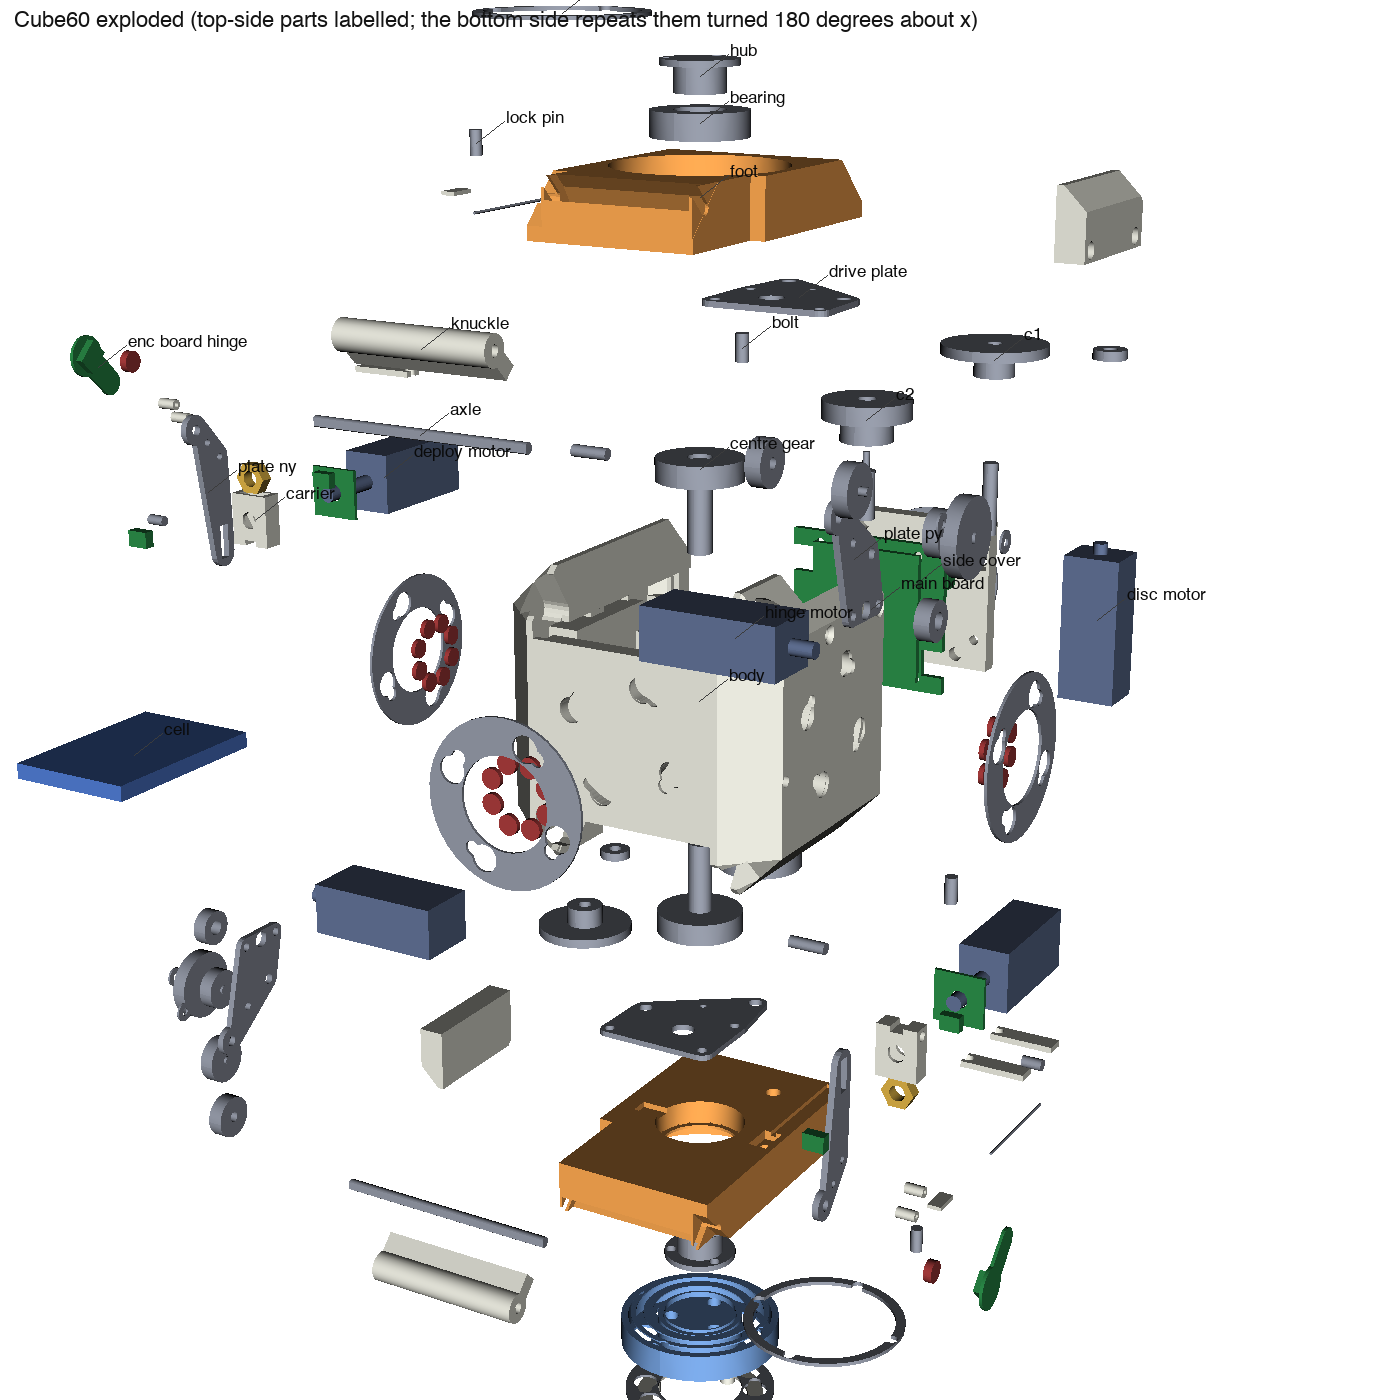 Cube60 exploded (top-side parts labelled; the bottom side repeats them turned 180 degrees about x)
hub
bearing
lock pin
foot
drive plate
bolt
knuckle
c1
enc board hinge
c2
axle
centre gear
deploy motor
plate ny
carrier
plate py
side cover
main board
disc motor
hinge motor
body
cell